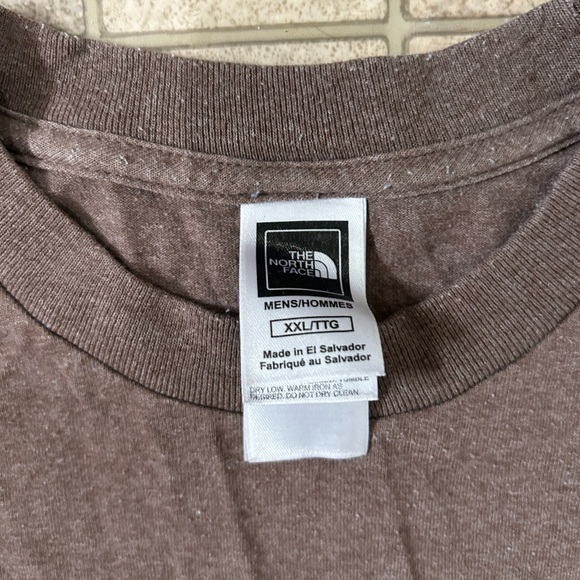 THE
NORTH
FACE
MENS/HOMMES
XXL/TTG
Made in El Salvador
Fabriqué au Salvador
DRY LOW. WARM IRON AS
DO NOT DRY CLEAN.